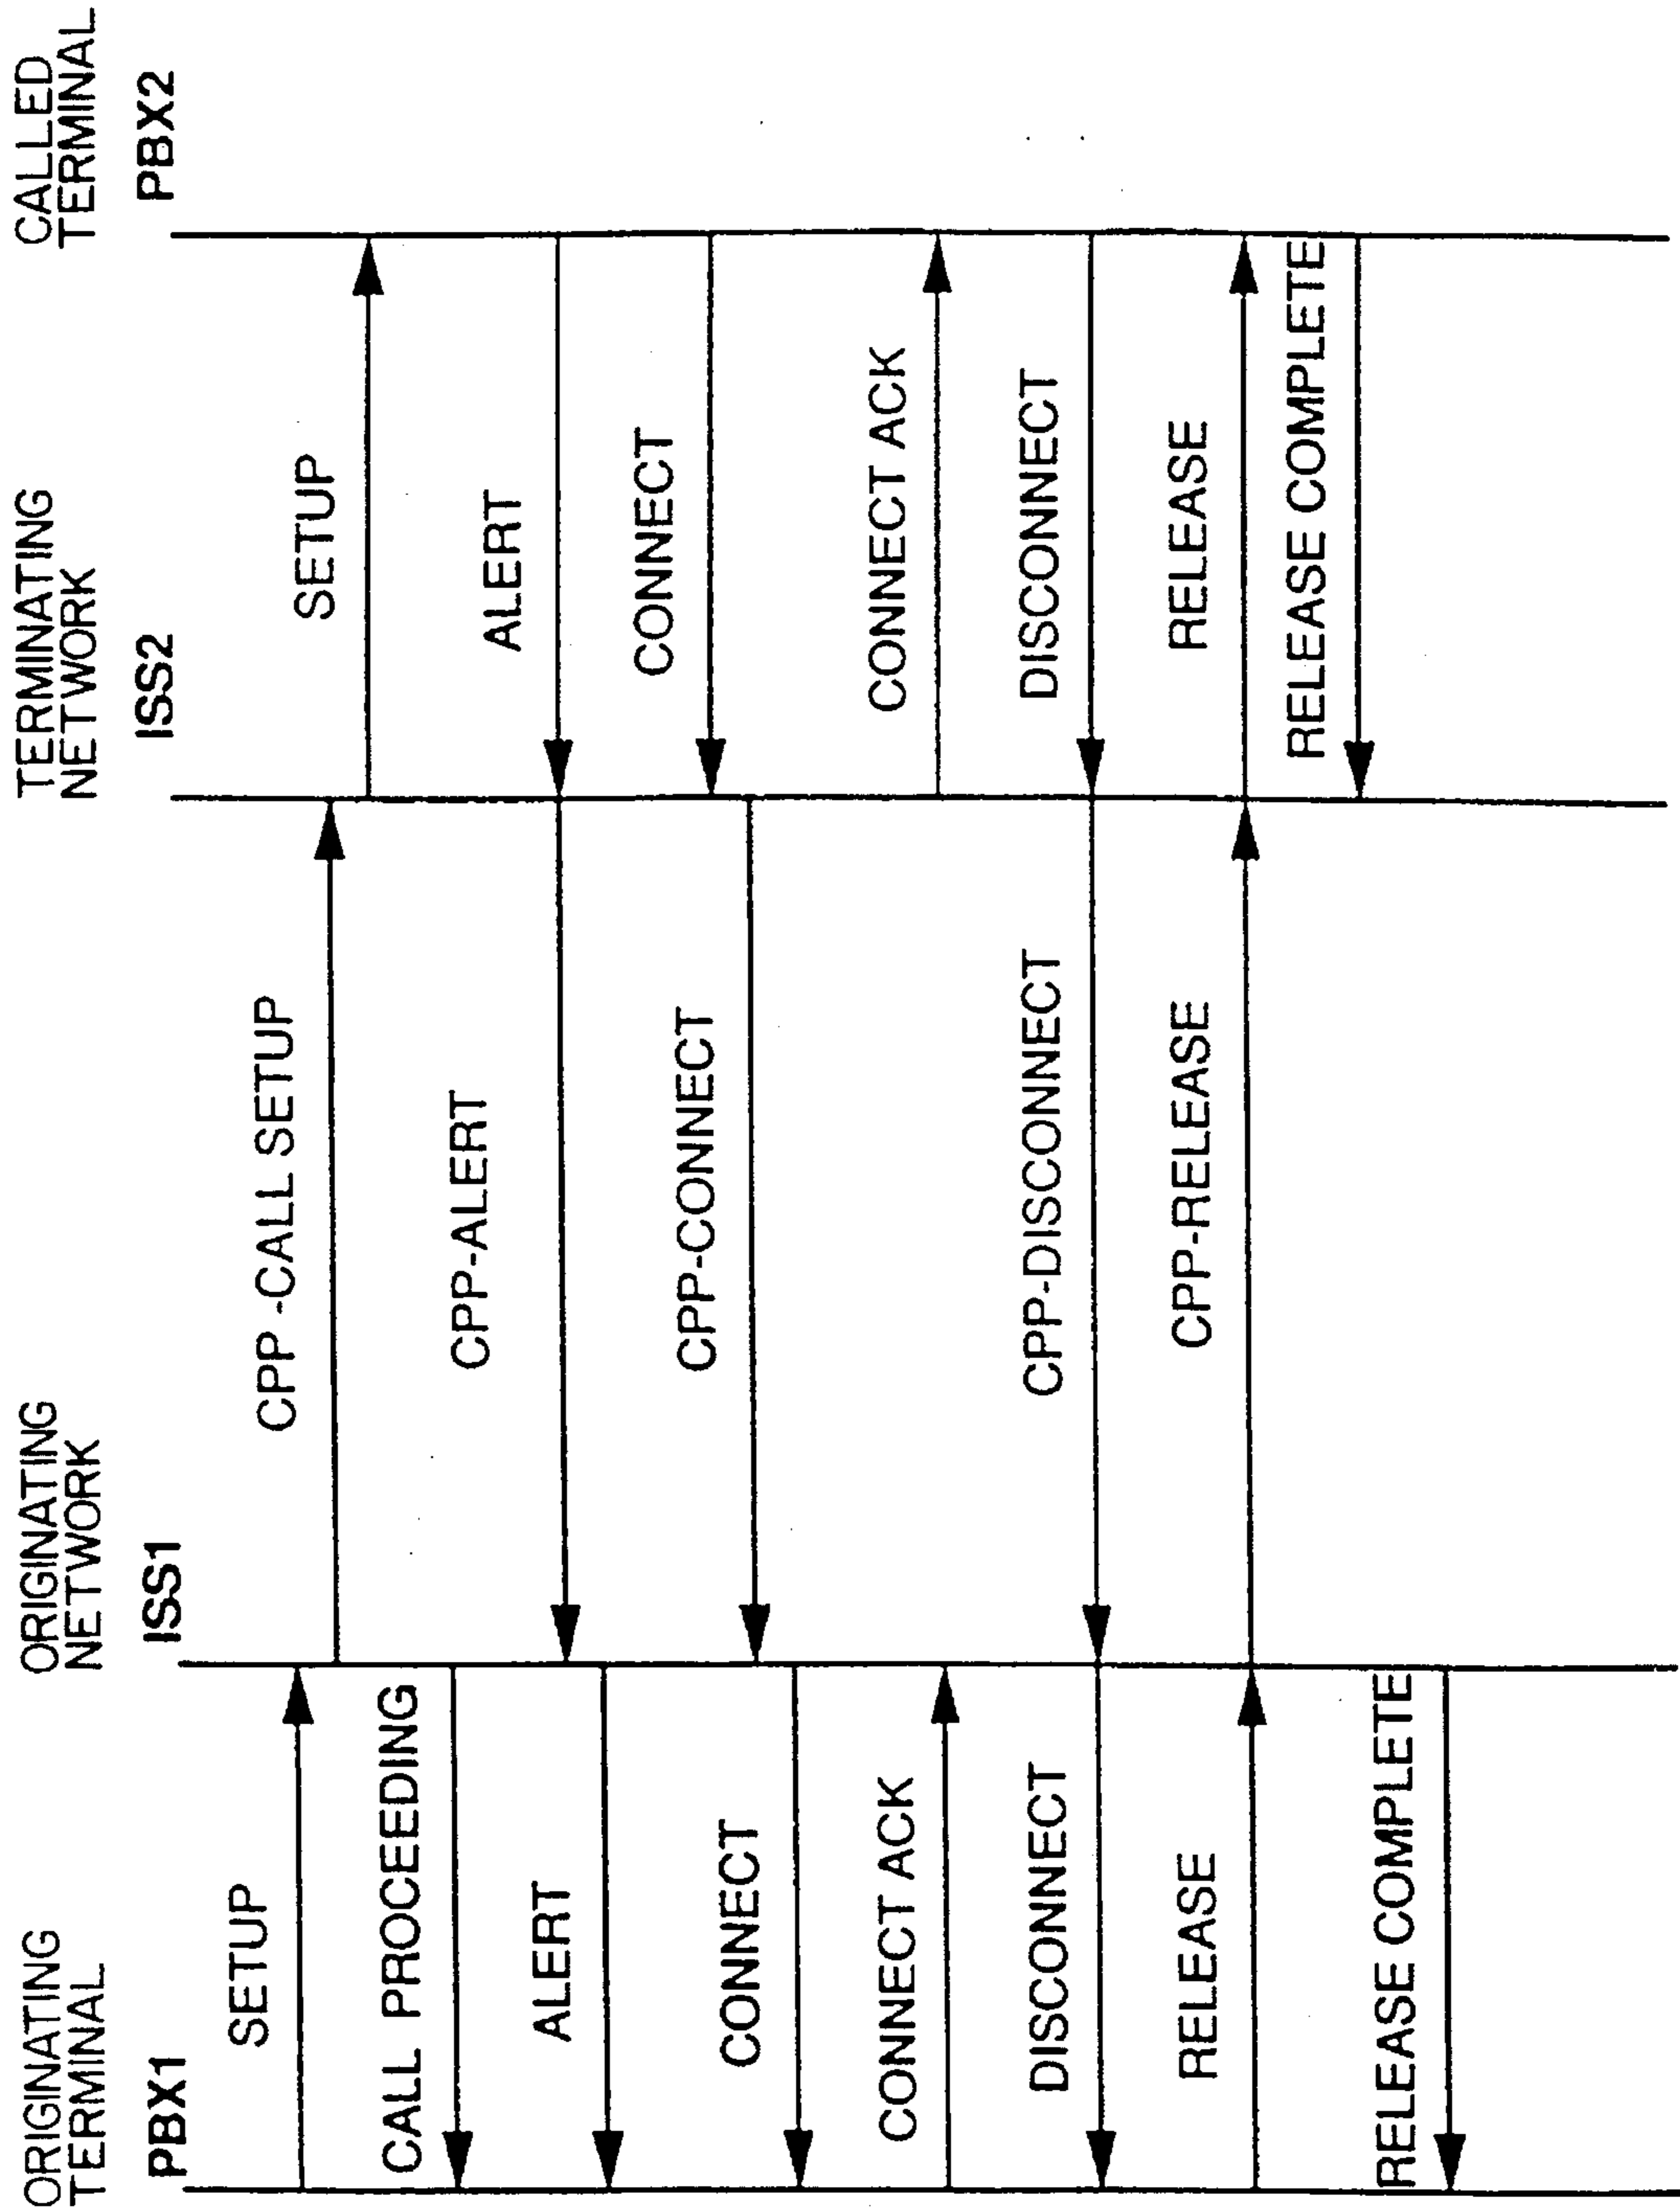 ORIGINATING
TERMINAL
PBX1
ORIGINATING
NETWORK
ISS1
TERMINATING
NETWORK
ISS2
CALLED
TERMINAL
PBX2
SETUP
CPP -CALL SETUP
SETUP
CALL PROCEEDING
ALERT
CPP-ALERT
ALERT
CONNECT
CPP-CONNECT
CONNECT
CONNECT ACK
CONNECT ACK
DISCONNECT
CPP-DISCONNECT
DISCONNECT
RELEASE
CPP-RELEASE
RELEASE
RELEASE COMPLETE
RELEASE COMPLETE